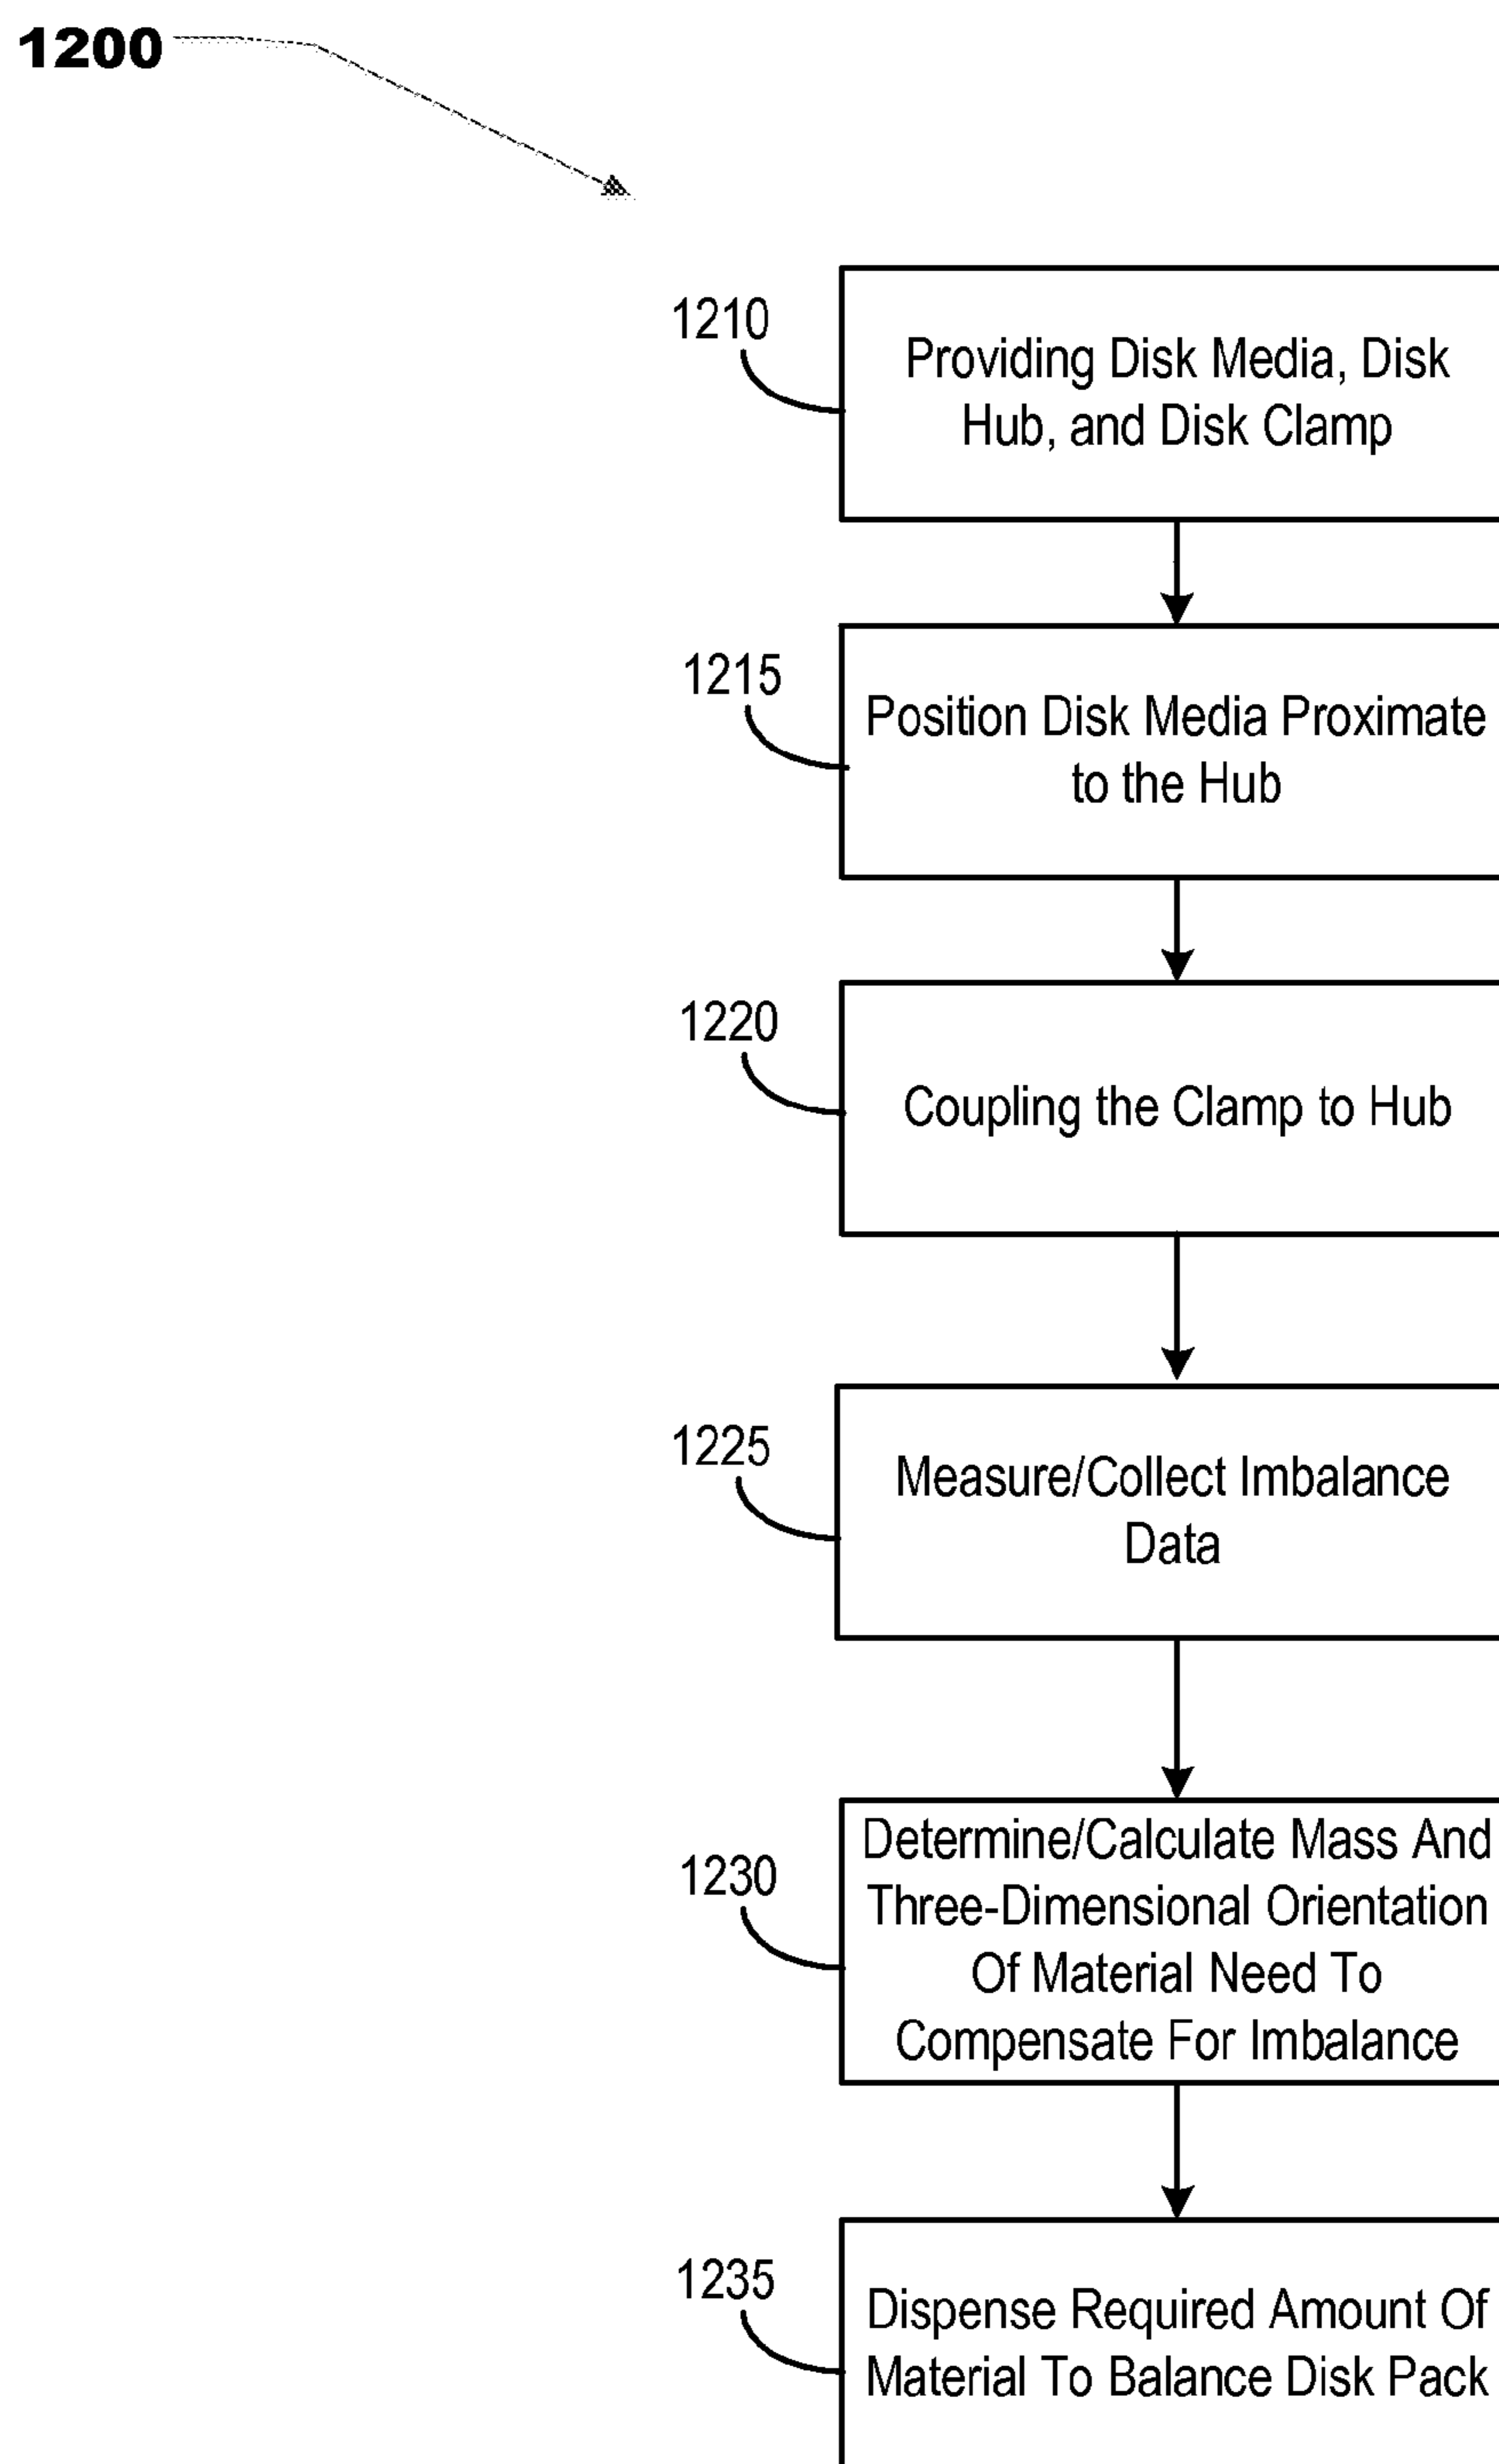 1200
1210
Providing Disk Media, Disk
Hub, and Disk Clamp
1215
Position Disk Media Proximate
to the Hub
1220
Coupling the Clamp to Hub
1225
Measure/Collect Imbalance
Data
1230
Determine/Calculate Mass And
Three-Dimensional Orientation
Of Material Need To
Compensate For Imbalance
1235
Dispense Required Amount Of
Material To Balance Disk Pack